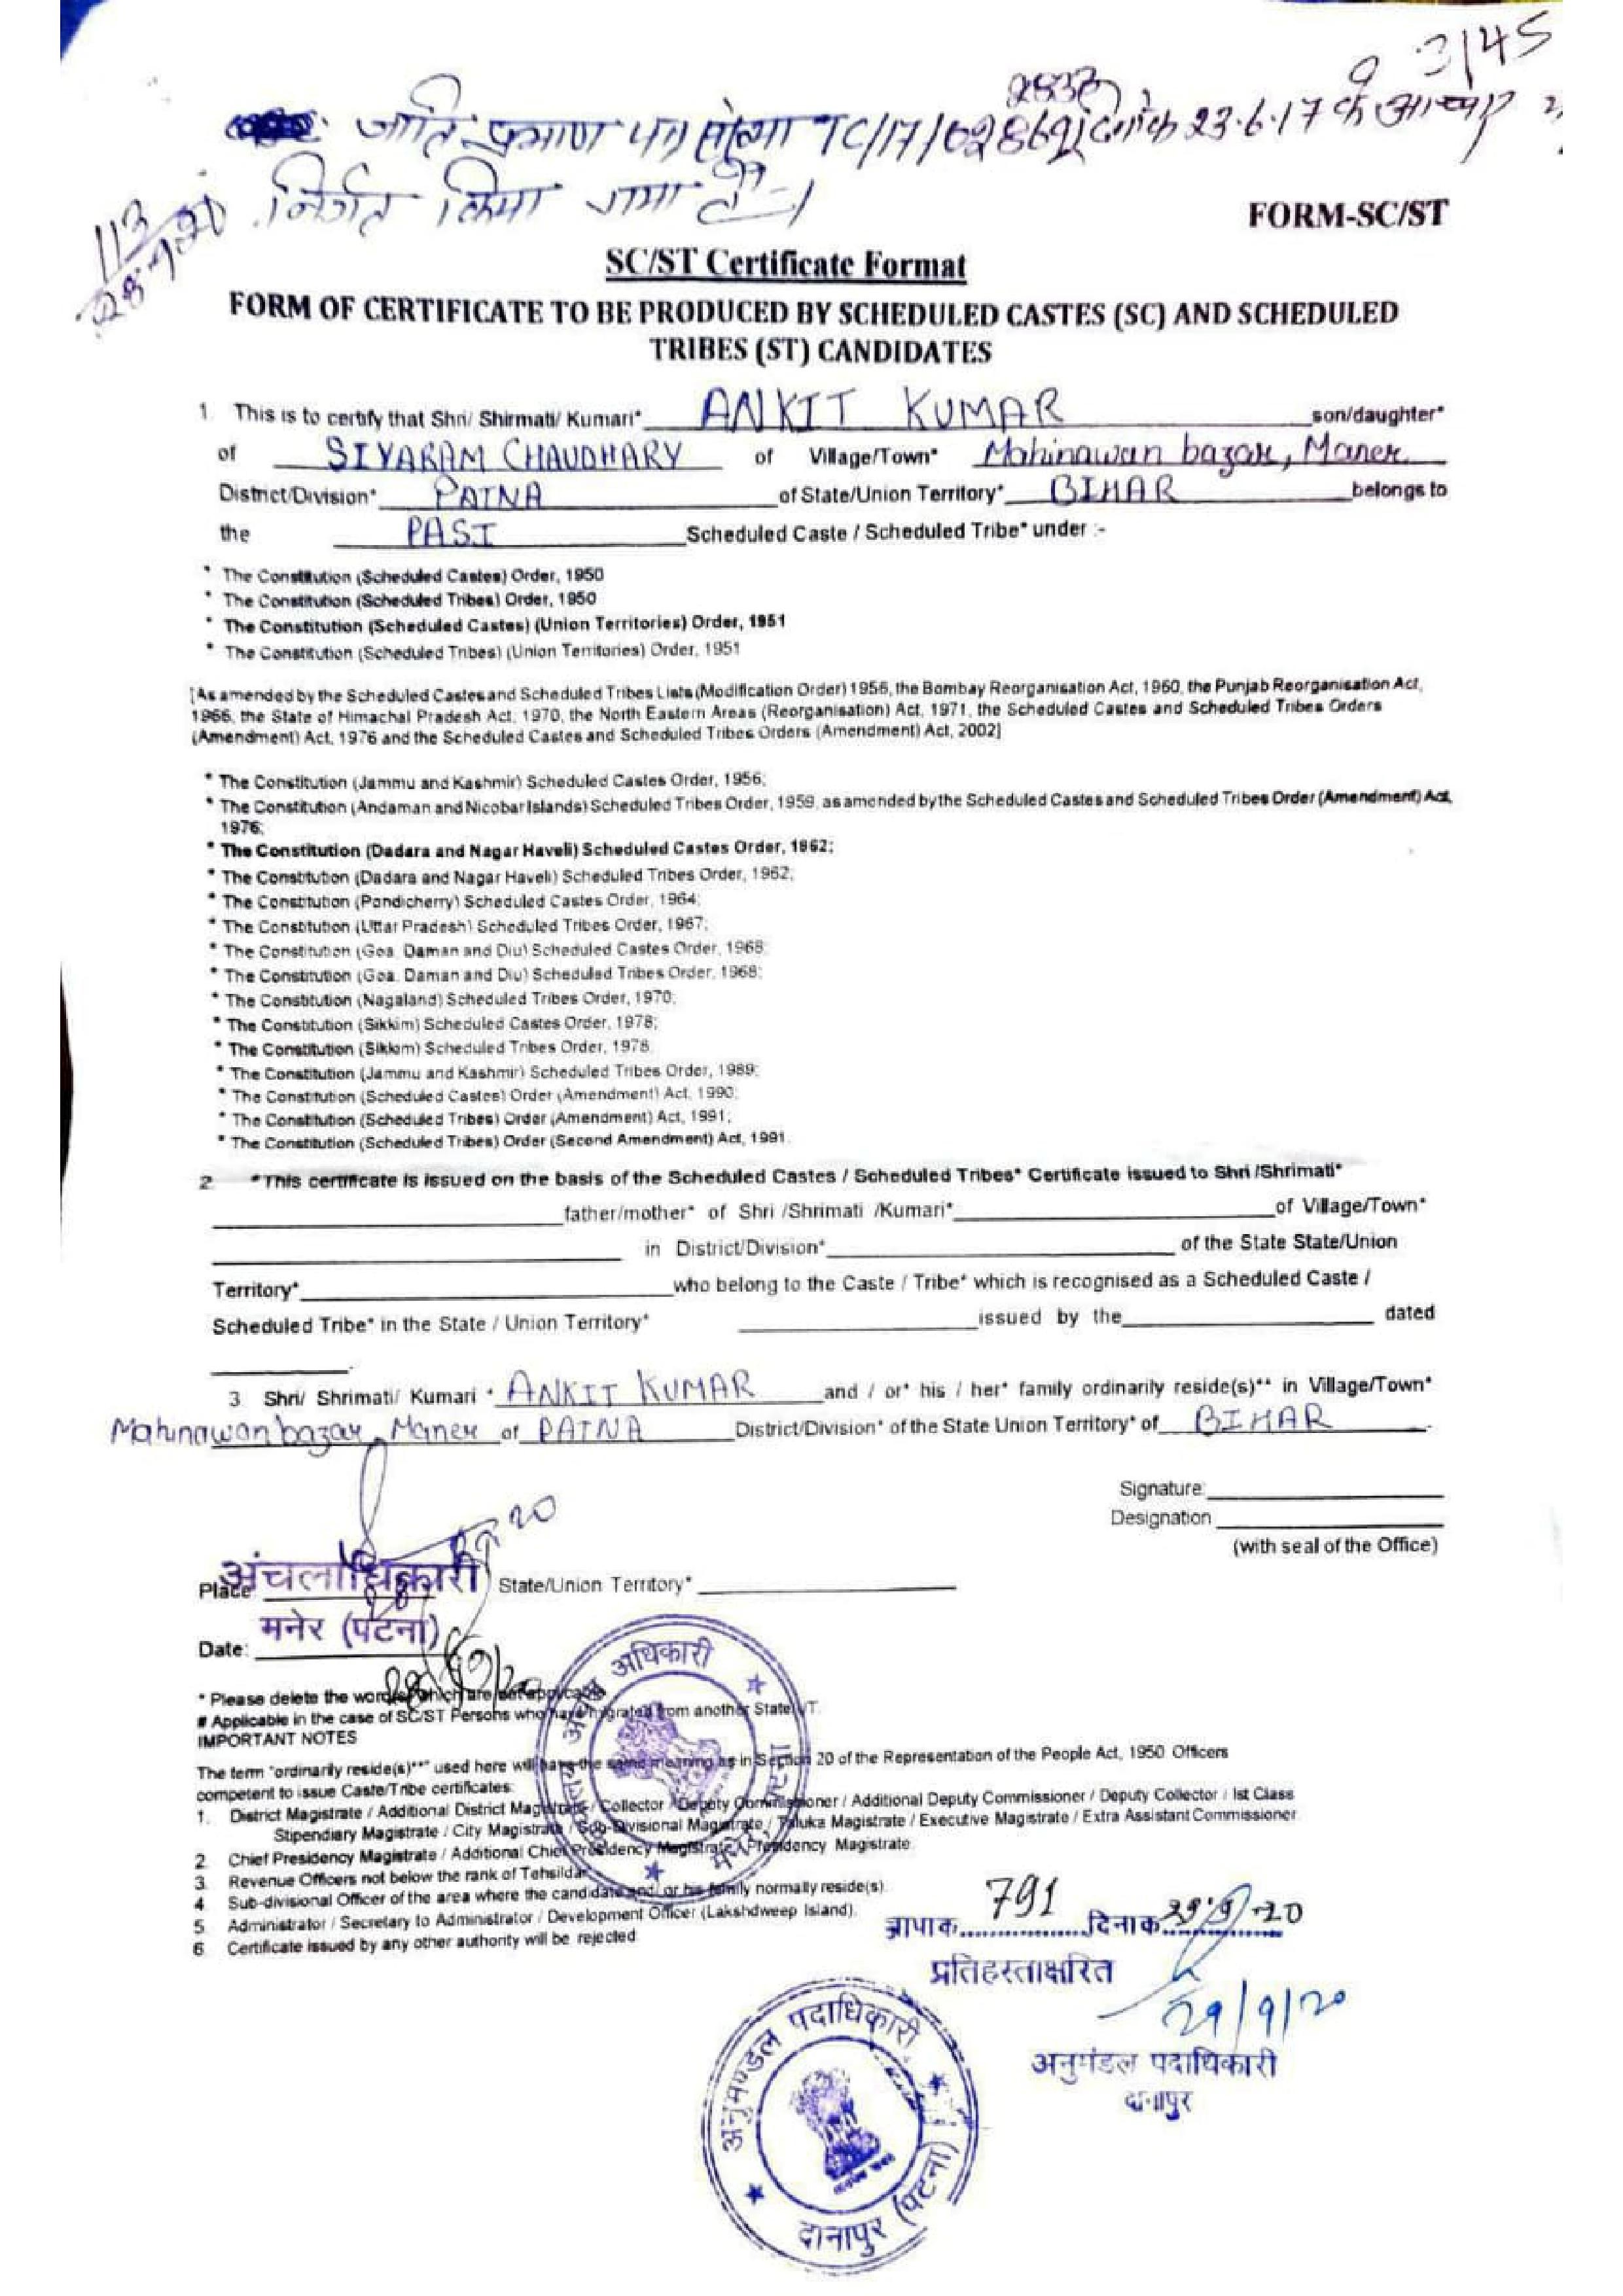 3/45
जाति प्रमाण पत्र संख्या दिनांक 23.6.17 के आधार
निर्गत किया गया है।
113
28.9.20
FORM-SC/ST
SC/ST Certificate Format
FORM OF CERTIFICATE TO BE PRODUCED BY SCHEDULED CASTES (SC) AND SCHEDULED
TRIBES (ST) CANDIDATES
1. This is to certify that Shri/ Shirmati/ Kumari* ANKIT KUMAR son/daughter*
of SIYARAM CHAUDHARY of Village/Town* Mahinawan bazar, Maner
District/Division* PATNA of State/Union Territory* BIHAR belongs to
the PASI Scheduled Caste / Scheduled Tribe* under :-
* The Constitution (Scheduled Castes) Order, 1950
* The Constitution (Scheduled Tribes) Order, 1950
* The Constitution (Scheduled Castes) (Union Territories) Order, 1951
* The Constitution (Scheduled Tribes) (Union Territories) Order, 1951
[As amended by the Scheduled Castes and Scheduled Tribes Lists (Modification Order) 1956, the Bombay Reorganisation Act, 1960, the Punjab Reorganisation Act,
1966, the State of Himachal Pradesh Act, 1970, the North Eastern Areas (Reorganisation) Act, 1971, the Scheduled Castes and Scheduled Tribes Orders
(Amendment) Act, 1976 and the Scheduled Castes and Scheduled Tribes Orders (Amendment) Act, 2002]
* The Constitution (Jammu and Kashmir) Scheduled Castes Order, 1956;
* The Constitution (Andaman and Nicobar Islands) Scheduled Tribes Order, 1959, as amended by the Scheduled Castes and Scheduled Tribes Order (Amendment) Act,
1976;
* The Constitution (Dadara and Nagar Haveli) Scheduled Castes Order, 1962;
* The Constitution (Dadara and Nagar Haveli) Scheduled Tribes Order, 1962;
* The Constitution (Pondicherry) Scheduled Castes Order, 1964;
* The Constitution (Uttar Pradesh) Scheduled Tribes Order, 1967;
* The Constitution (Goa. Daman and Diu) Scheduled Castes Order, 1968;
* The Constitution (Goa. Daman and Diu) Scheduled Tribes Order, 1968;
* The Constitution (Nagaland) Scheduled Tribes Order, 1970;
* The Constitution (Sikkim) Scheduled Castes Order, 1978;
* The Constitution (Sikkim) Scheduled Tribes Order, 1978
* The Constitution (Jammu and Kashmir) Scheduled Tribes Order, 1989;
* The Constitution (Scheduled Castes) Order (Amendment) Act, 1990;
* The Constitution (Scheduled Tribes) Order (Amendment) Act, 1991;
* The Constitution (Scheduled Tribes) Order (Second Amendment) Act, 1991.
2 *This certificate is issued on the basis of the Scheduled Castes / Scheduled Tribes* Certificate issued to Shri /Shrimati*
father/mother* of Shri /Shrimati /Kumari* of Village/Town*
in District/Division* of the State State/Union
Territory* who belong to the Caste / Tribe* which is recognised as a Scheduled Caste /
Scheduled Tribe* in the State / Union Territory* issued by the dated
3 Shri/ Shrimati/ Kumari * ANKIT KUMAR and / or* his / her* family ordinarily reside(s)** in Village/Town*
Mahinawan bazar, Maner of PATNA District/Division* of the State Union Territory* of BIHAR
Signature:
Designation
(with seal of the Office)
Place: अंचलाधिकारी State/Union Territory*
मनेर (पटना)
Date:
28/9/20
* Please delete the words which are not applicable
# Applicable in the case of SC/ST Persons who have migrated from another State/UT.
IMPORTANT NOTES
The term "ordinarily reside(s)**" used here will have the same meaning as in Section 20 of the Representation of the People Act, 1950 Officers
competent to issue Caste/Tribe certificates:
1. District Magistrate / Additional District Magistrate / Collector / Deputy Commissioner / Additional Deputy Commissioner / Deputy Collector / Ist Class
Stipendiary Magistrate / City Magistrate / Sub-Divisional Magistrate / Taluka Magistrate / Executive Magistrate / Extra Assistant Commissioner
2 Chief Presidency Magistrate / Additional Chief Presidency Magistrate / Presidency Magistrate.
3 Revenue Officers not below the rank of Tehsildar
4 Sub-divisional Officer of the area where the candidate and / or his family normally reside(s).
5 Administrator / Secretary to Administrator / Development Officer (Lakshdweep Island).
6 Certificate issued by any other authority will be rejected
अंचल अधिकारी
मनेर, पटना
ज्ञापांक 791 दिनांक 29.9.20
प्रतिहस्ताक्षरित
29/9/20
अनुमंडल पदाधिकारी
दानापुर
अनुमण्डल पदाधिकारी
दानापुर (पटना)